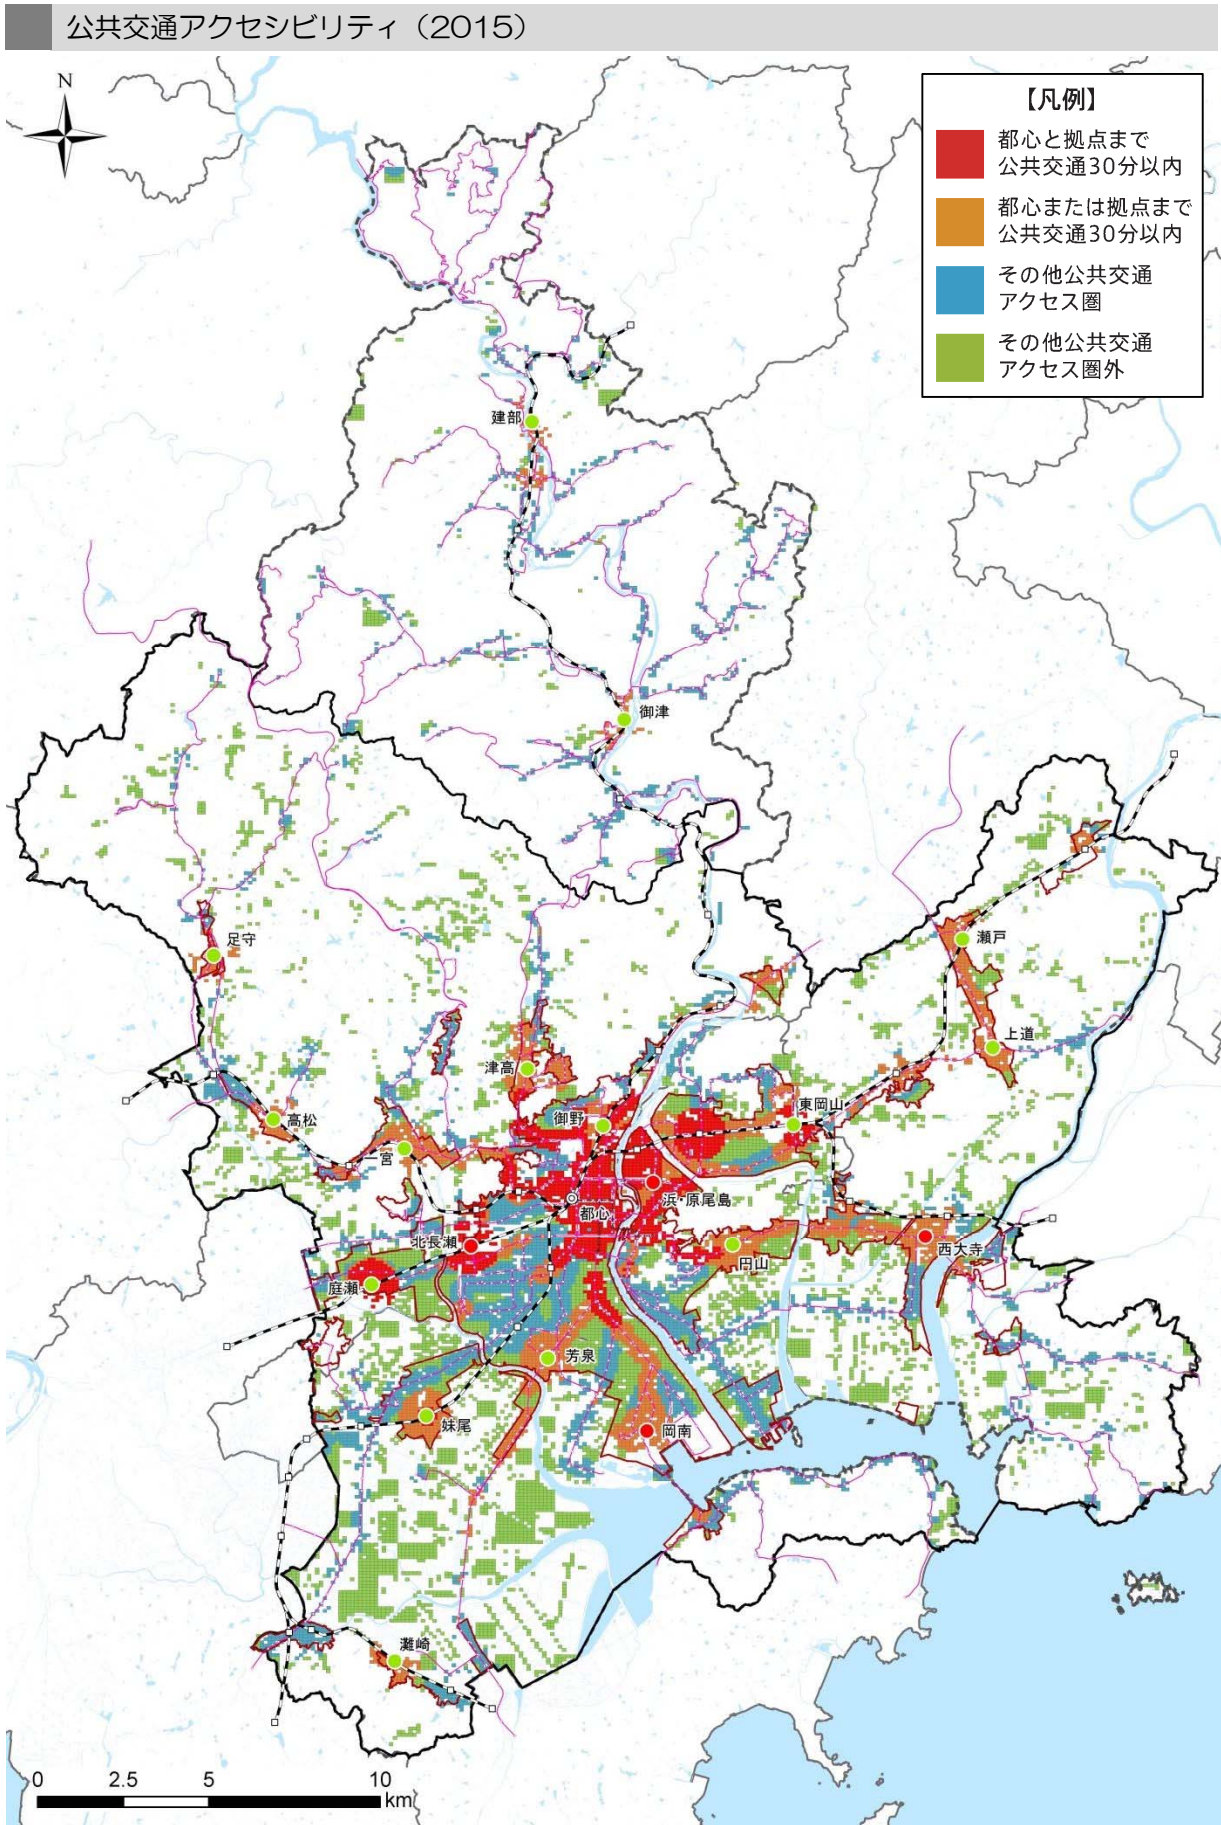 公共交通アクセシビリティ（2015）
N
【凡例】
都心と拠点まで
公共交通30分以内
都心または拠点まで
公共交通30分以内
その他公共交通
アクセス圏
その他公共交通
アクセス圏外
建部
御津
足守
瀬戸
上道
津高
高松
御野
東岡山
一宮
浜・原尾島
都心
北長瀬
西大寺
円山
庭瀬
芳泉
妹尾
岡南
灘崎
0 2.5 5 10
km